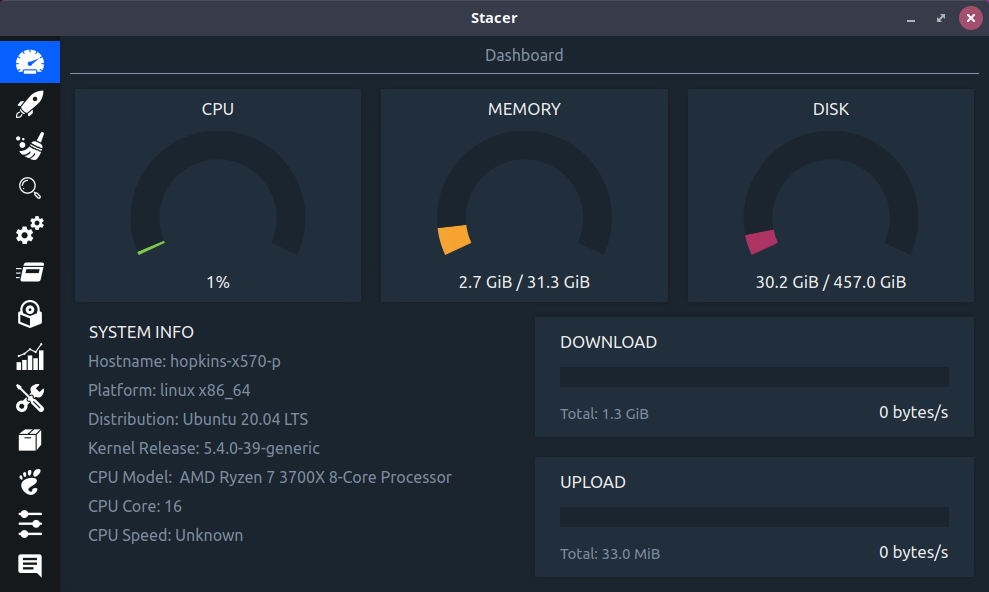 Stacer
Dashboard
CPU
1%
MEMORY
2.7 GiB / 31.3 GiB
DISK
30.2 GiB / 457.0 GiB
SYSTEM INFO
Hostname: hopkins-x570-p
Platform: linux x86_64
Distribution: Ubuntu 20.04 LTS
Kernel Release: 5.4.0-39-generic
CPU Model:  AMD Ryzen 7 3700X 8-Core Processor
CPU Core: 16
CPU Speed: Unknown
DOWNLOAD
Total: 1.3 GiB
0 bytes/s
UPLOAD
Total: 33.0 MiB
0 bytes/s